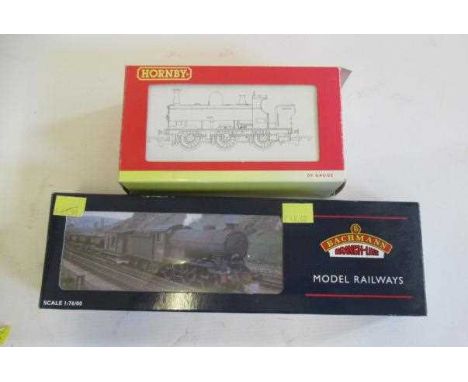 HORNBY
OO GAUGE
BACHMANN
BRANCH-LINE
MODEL RAILWAYS
SCALE 1:76/00